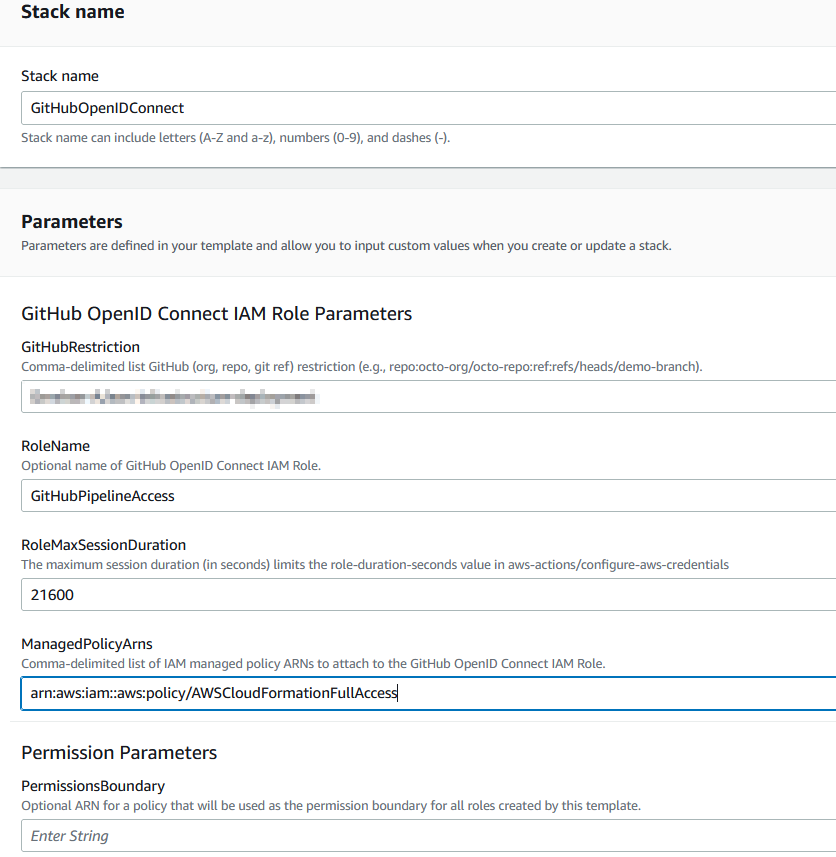 Stack name
Stack name
GitHubOpenIDConnect
Stack name can include letters (A-Z and a-z), numbers (0-9), and dashes (-).
Parameters
Parameters are defined in your template and allow you to input custom values when you create or update a stack.
GitHub OpenID Connect IAM Role Parameters
GitHubRestriction
Comma-delimited list GitHub (org, repo, git ref) restriction (e.g., repo:octo-org/octo-repo:ref:refs/heads/demo-branch).
RoleName
Optional name of GitHub OpenID Connect IAM Role.
GitHubPipelineAccess
RoleMaxSessionDuration
The maximum session duration (in seconds) limits the role-duration-seconds value in aws-actions/configure-aws-credentials
21600
ManagedPolicyArns
Comma-delimited list of IAM managed policy ARNs to attach to the GitHub OpenID Connect IAM Role.
arn:aws:iam::aws:policy/AWSCloudFormationFullAccess
Permission Parameters
PermissionsBoundary
Optional ARN for a policy that will be used as the permission boundary for all roles created by this template.
Enter String